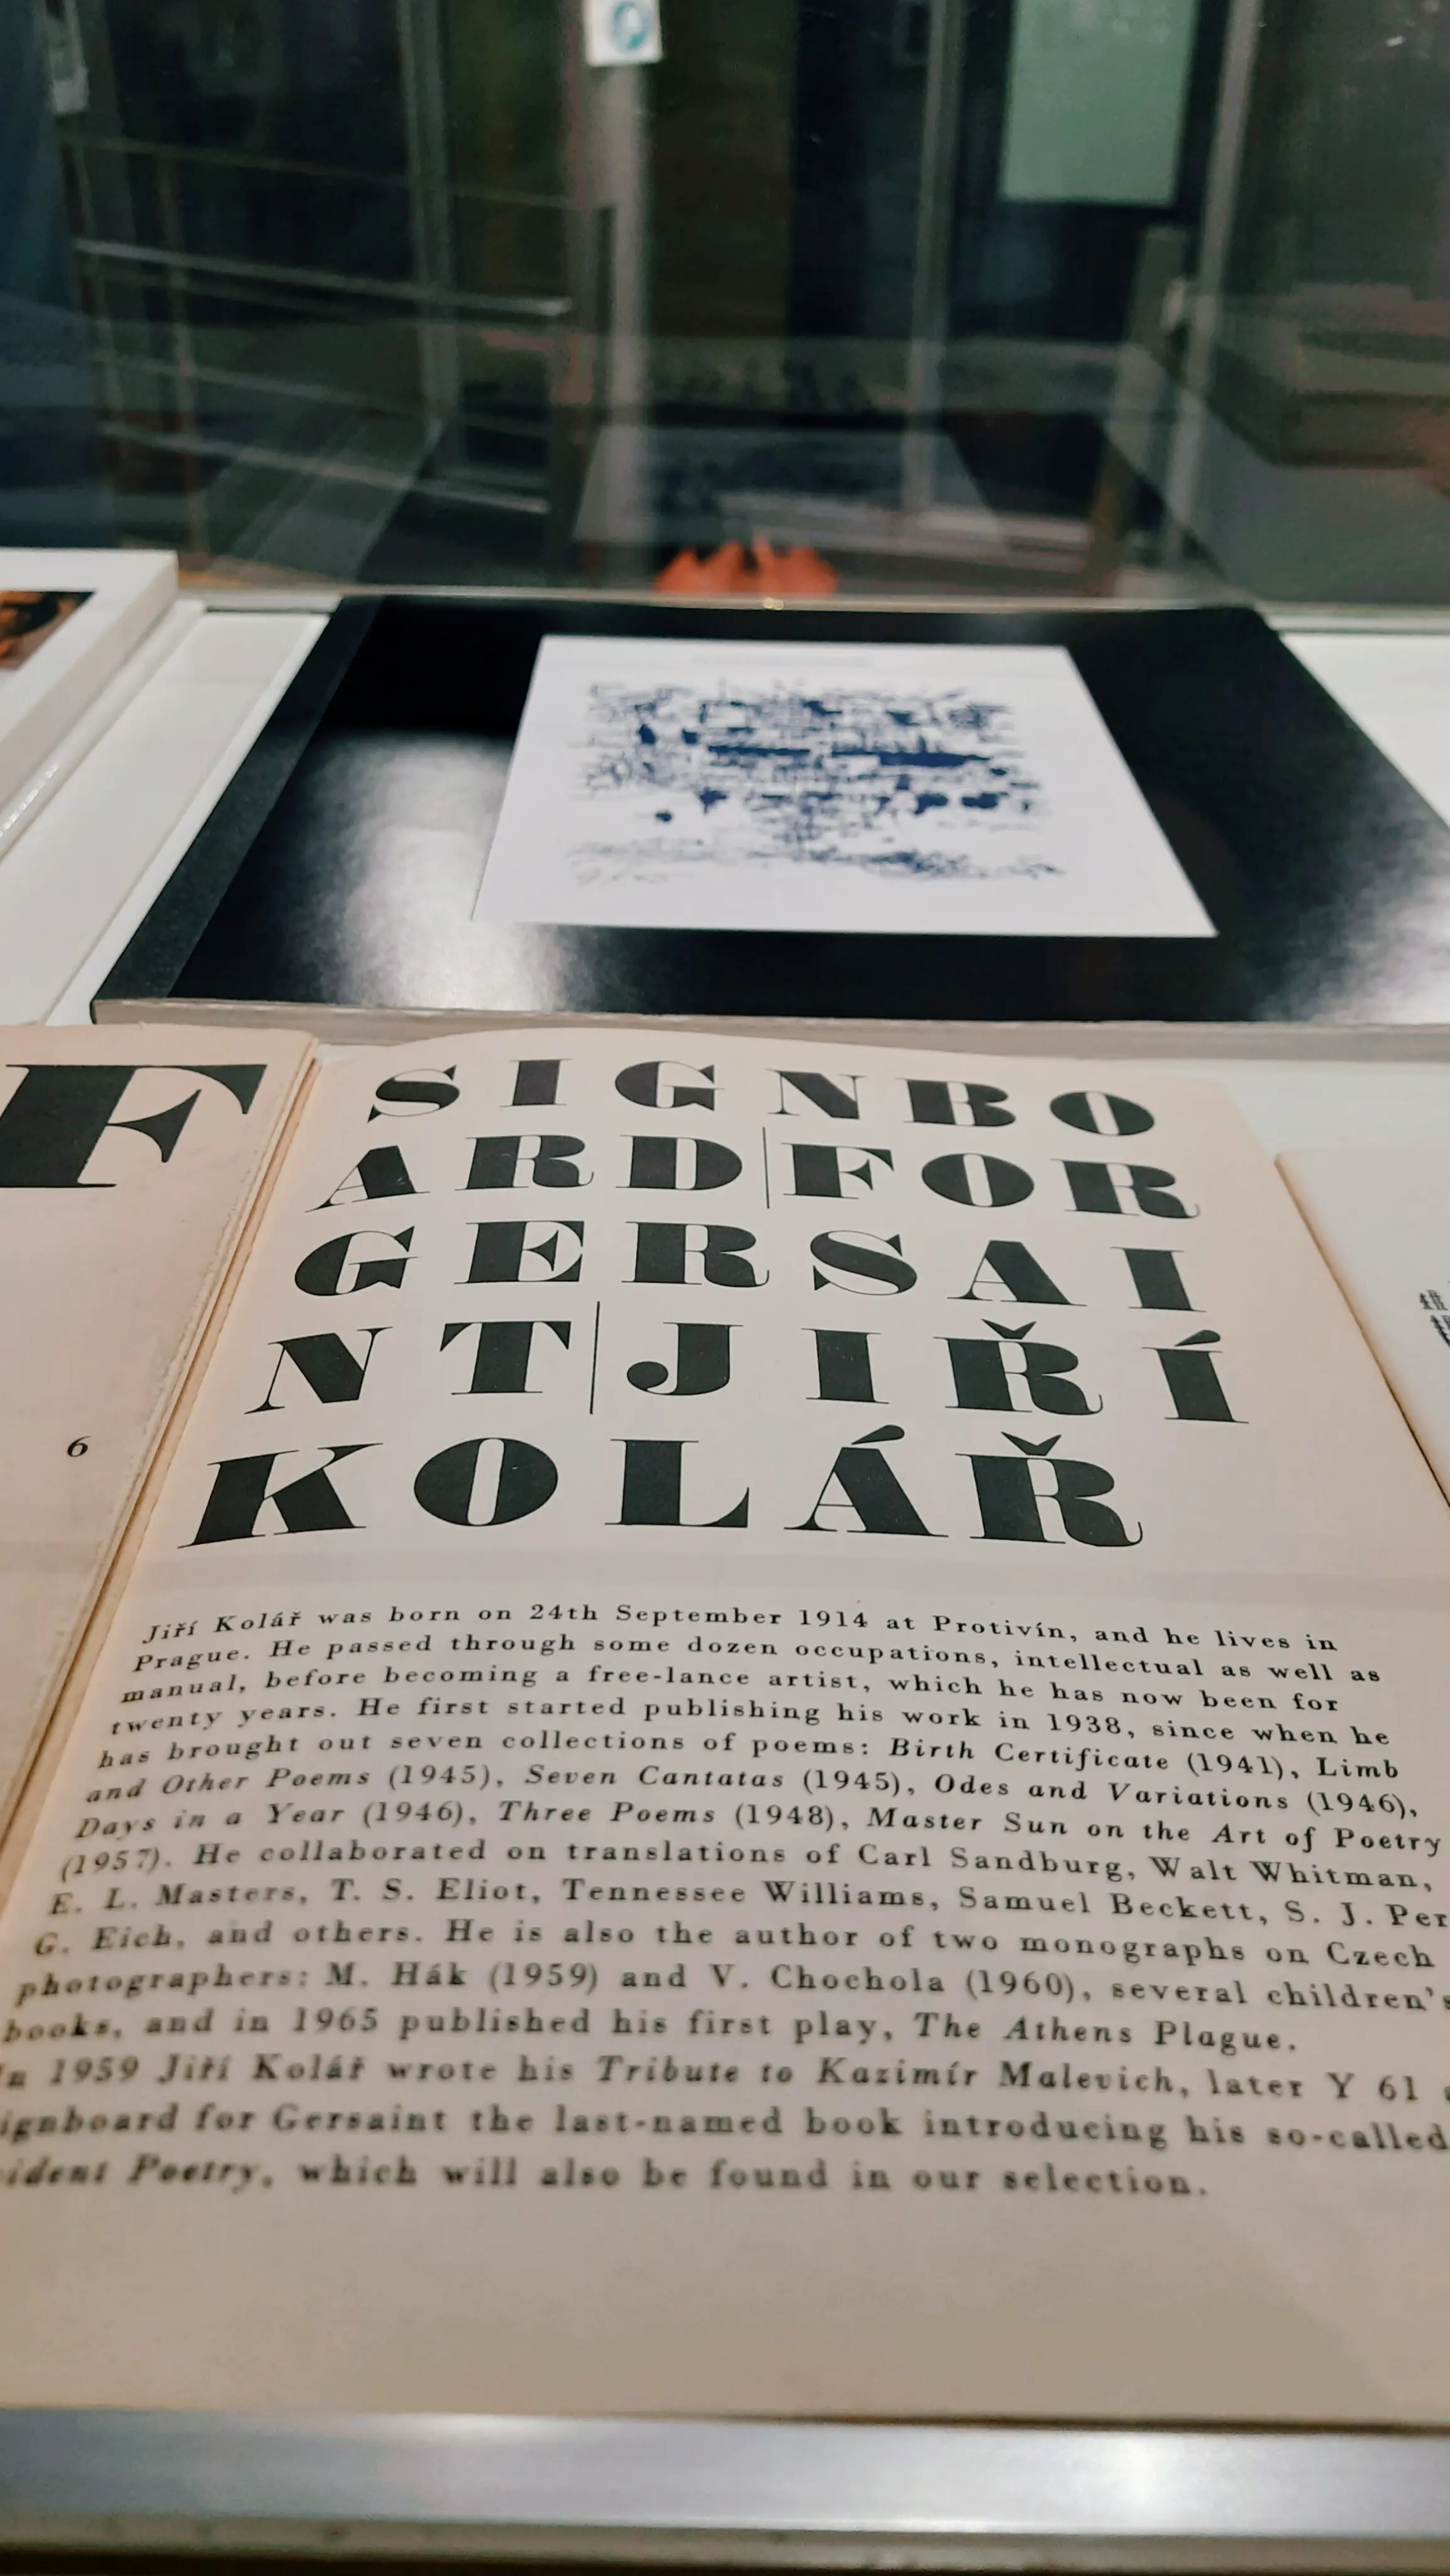 F
6
SIGNBO
ARD|FOR
GERSAI
NT|JIŘÍ
KOLÁŘ
Jiří Kolář was born on 24th September 1914 at Protivín, and he lives in
Prague. He passed through some dozen occupations, intellectual as well as
manual, before becoming a free-lance artist, which he has now been for
twenty years. He first started publishing his work in 1938, since when he
has brought out seven collections of poems: Birth Certificate (1941), Limb
and Other Poems (1945), Seven Cantatas (1945), Odes and Variations (1946),
Days in a Year (1946), Three Poems (1948), Master Sun on the Art of Poetry
(1957). He collaborated on translations of Carl Sandburg, Walt Whitman,
E. L. Masters, T. S. Eliot, Tennessee Williams, Samuel Beckett, S. J. Per
G. Eich, and others. He is also the author of two monographs on Czech
photographers: M. Hák (1959) and V. Chochola (1960), several children's
books, and in 1965 published his first play, The Athens Plague.
n 1959 Jiří Kolář wrote his Tribute to Kazimír Malevich, later Y 61
ignboard for Gersaint the last-named book introducing his so-called
ident Poetry, which will also be found in our selection.